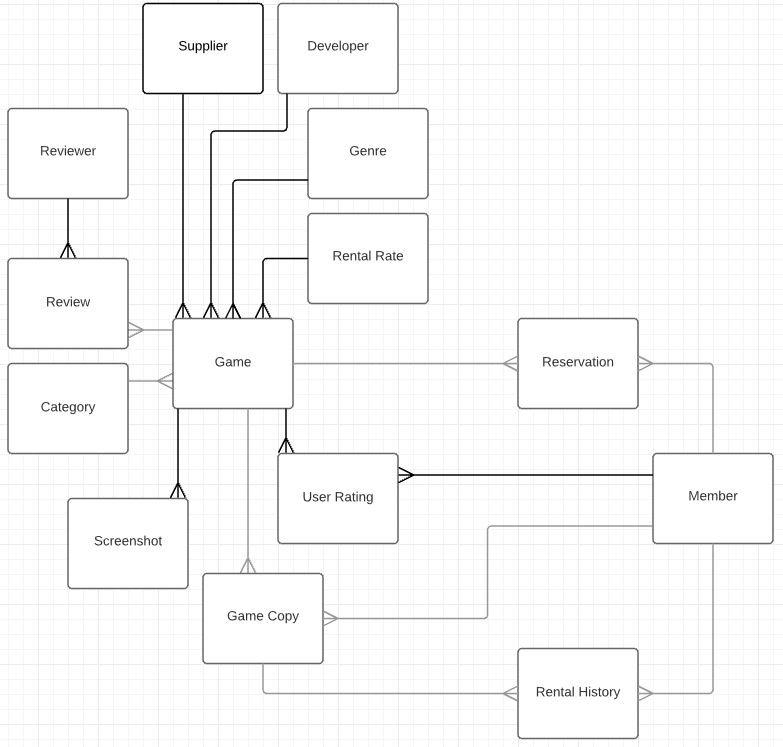 Supplier
Developer
Reviewer
Genre
Rental Rate
Review
Game
Reservation
Category
User Rating
Member
Screenshot
Game Copy
Rental History